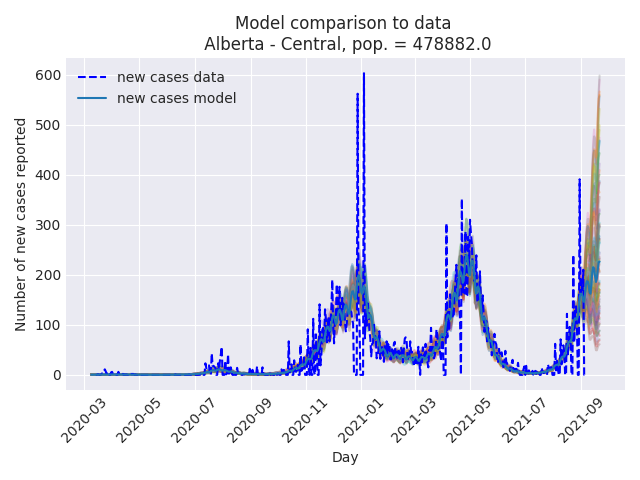 Model comparison to data
Alberta - Central, pop. = 478882.0
new cases data
new cases model
Number of new cases reported
600
500
400
300
200
100
0
2020-03
2020-05
2020-07
2020-09
2020-11
2021-01
2021-03
2021-05
2021-07
2021-09
Day